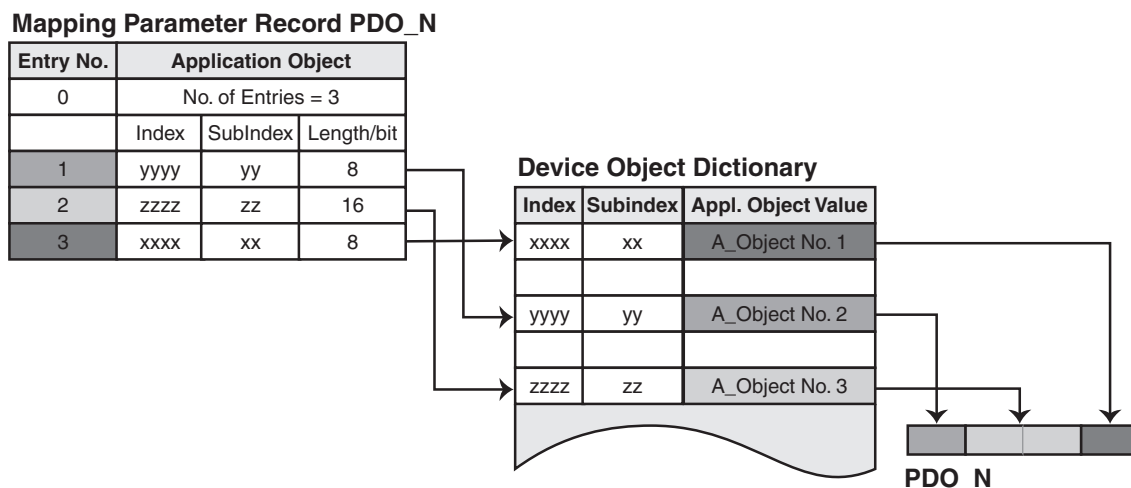 Mapping Parameter Record PDO_N
Entry No. Application Object
0 No. of Entries = 3
Index SubIndex Length/bit
1 yyyy yy 8
2 zzzz zz 16
3 xxxx xx 8
Device Object Dictionary
Index Subindex Appl. Object Value
xxxx xx A_Object No. 1
yyyy yy A_Object No. 2
zzzz zz A_Object No. 3
PDO_N